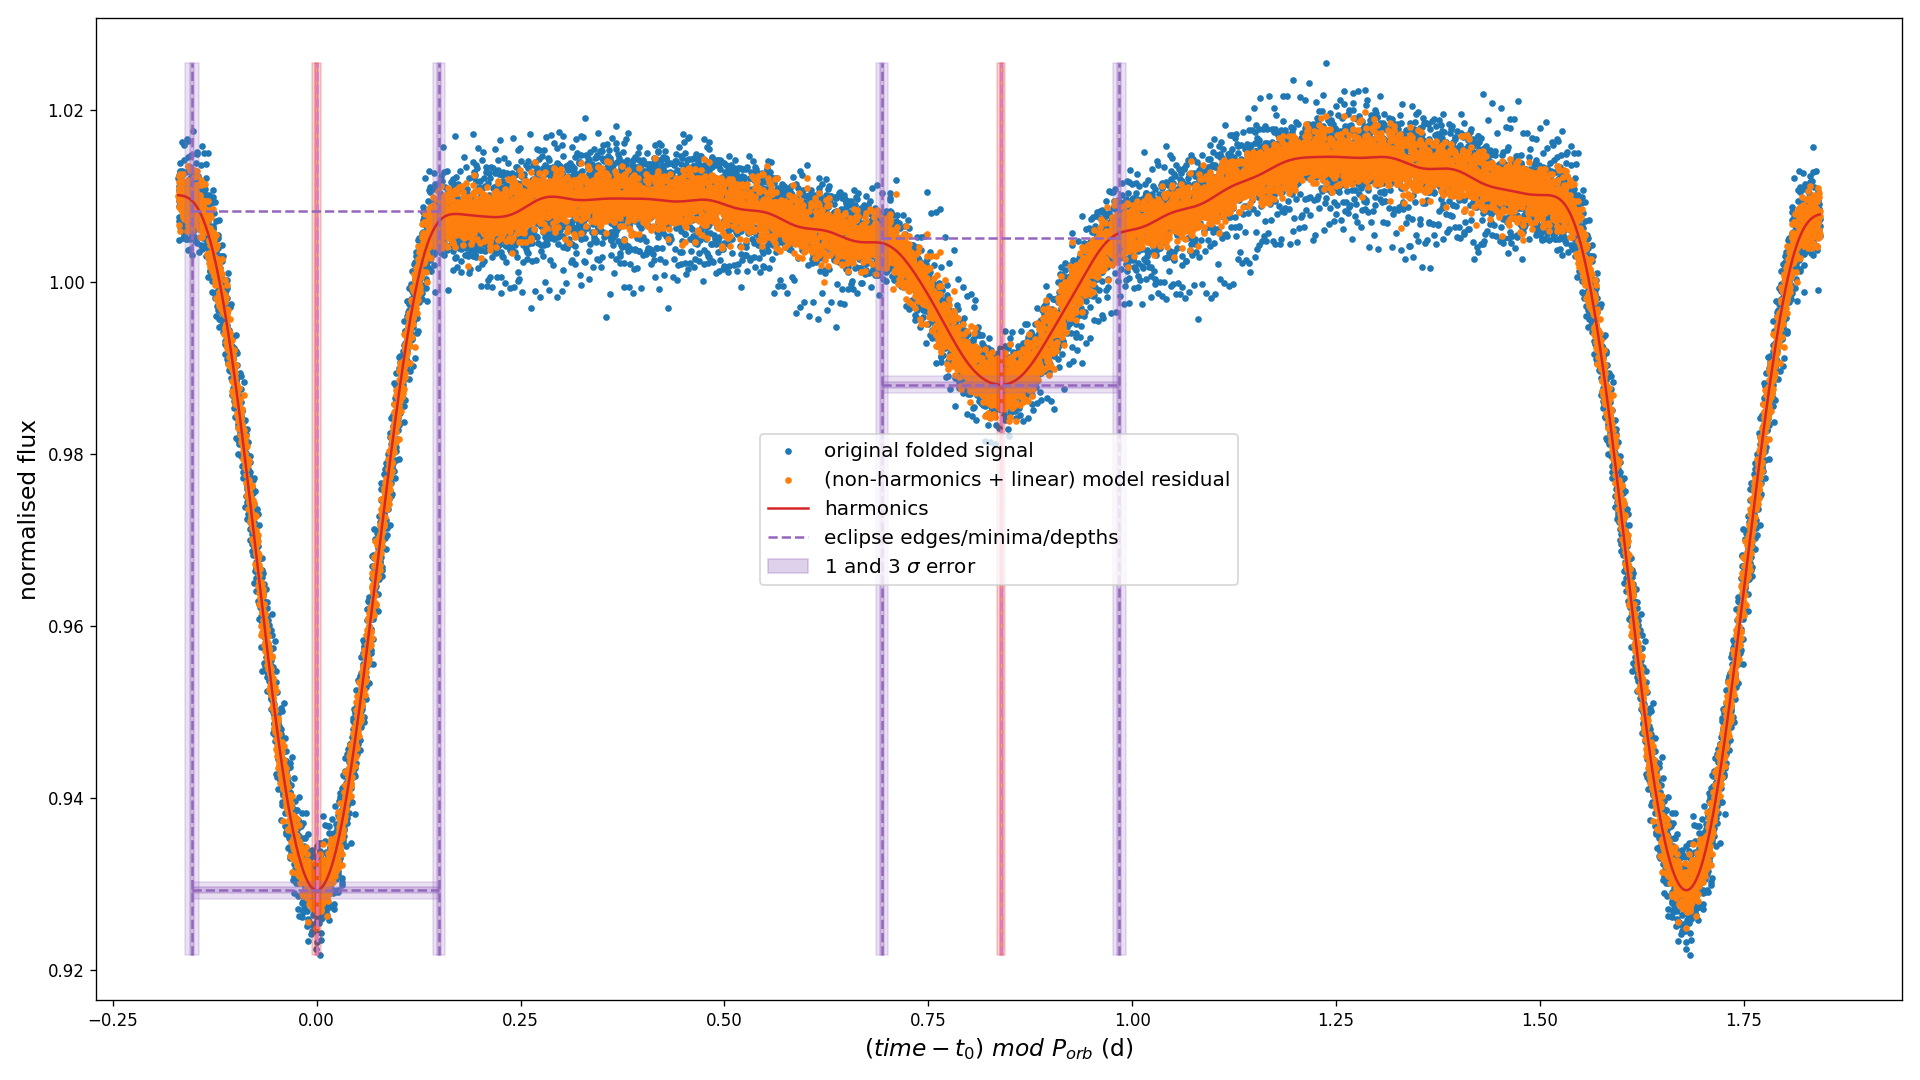 normalised flux
1.02
1.00
0.98
0.96
0.94
0.92
original folded signal
(non-harmonics + linear) model residual
harmonics
eclipse edges/minima/depths
1 and 3 σ error
−0.25 0.00 0.25 0.50 0.75 1.00 1.25 1.50 1.75
(time − t₀) mod Pₒᵣb (d)